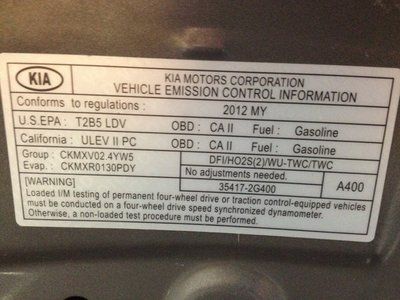 KIA
KIA MOTORS CORPORATION
VEHICLE EMISSION CONTROL INFORMATION
Conforms to regulations : 2012 MY
U.S.EPA : T2B5 LDV OBD : CA II Fuel : Gasoline
California : ULEV II PC OBD : CA II Fuel : Gasoline
Group : CKMXV02.4YW5 DFI/HO2S(2)/WU-TWC/TWC
Evap. : CKMXR0130PDY No adjustments needed. A400
[WARNING] 35417-2G400
Loaded I/M testing of permanent four-wheel drive or traction control-equipped vehicles
must be conducted on a four-wheel drive speed synchronized dynamometer.
Otherwise, a non-loaded test procedure must be performed.